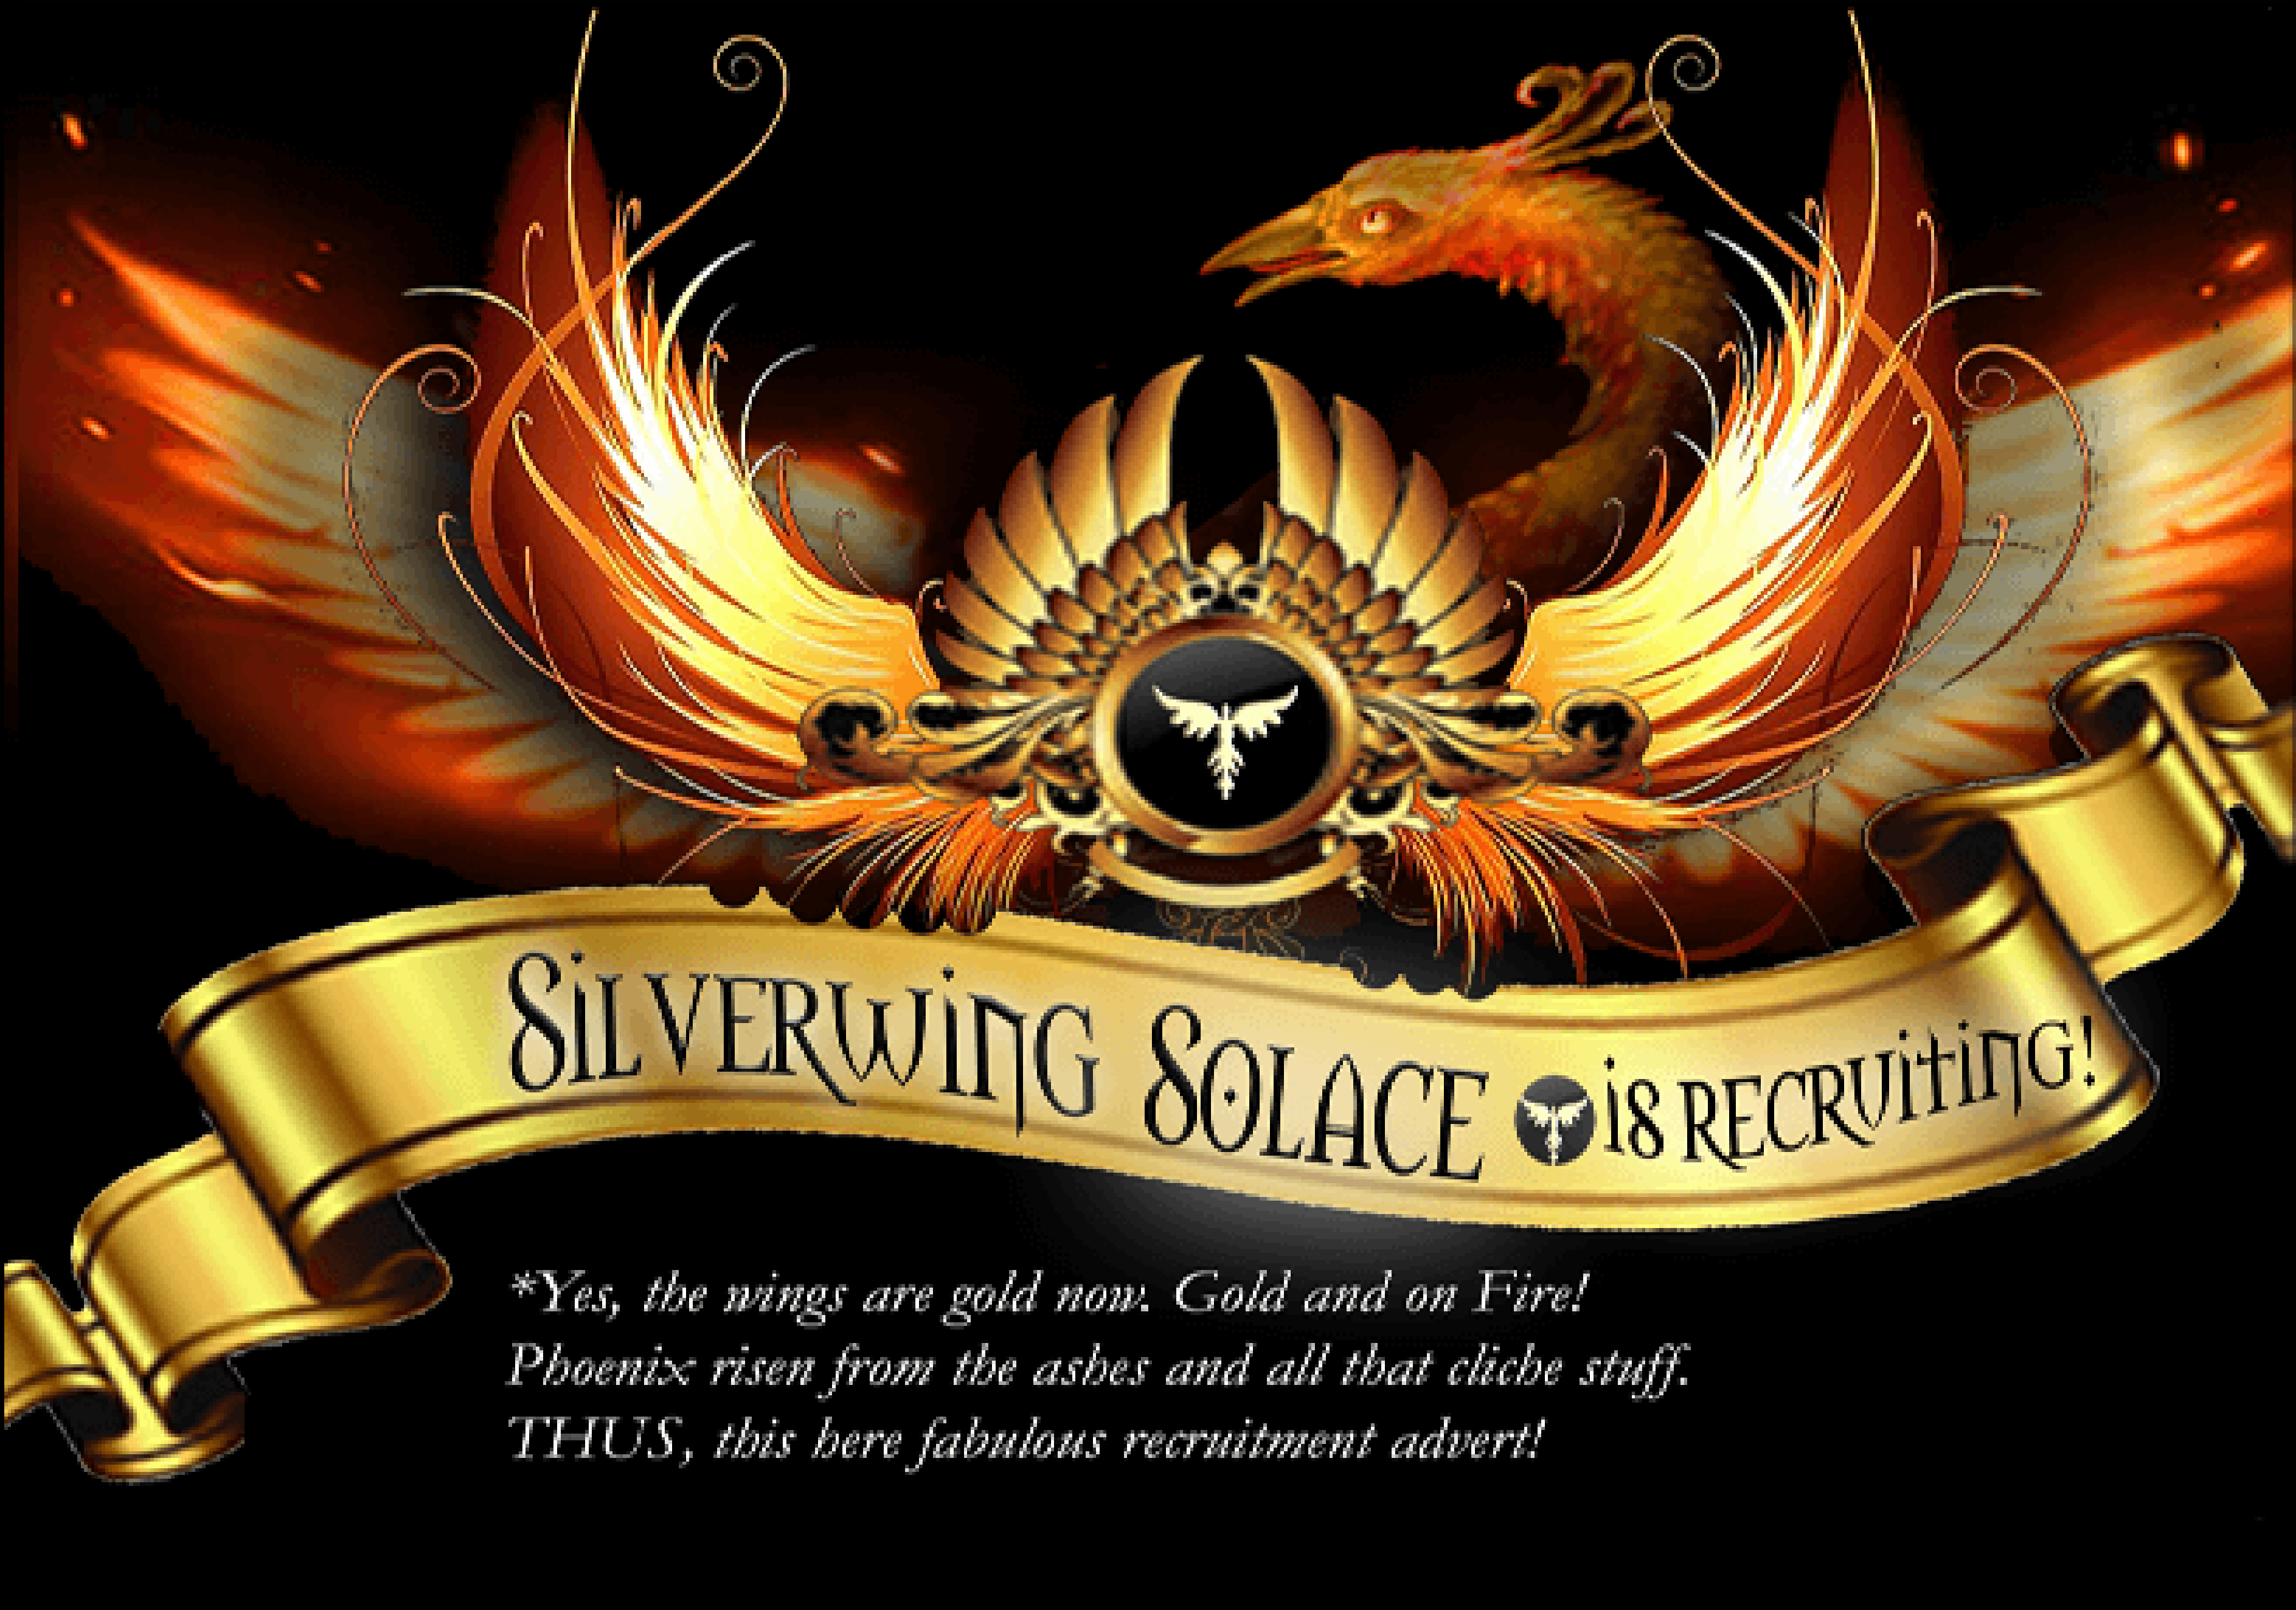 SiLVERWiNG SOLACE is RECRUiTiNG!
*Yes, the wings are gold now. Gold and on Fire!
Phoenix risen from the ashes and all that cliche stuff.
THUS, this here fabulous recruitment advert!